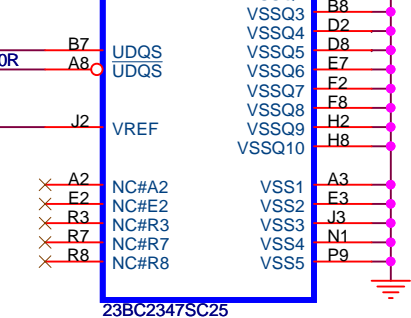 VSSQ3 B8
VSSQ4 D2
B7 UDQS VSSQ5 D8
0R A8 UDQS VSSQ6 E7
VSSQ7 F2
VSSQ8 F8
J2 VREF VSSQ9 H2
VSSQ10 H8
A2 NC#A2 VSS1 A3
E2 NC#E2 VSS2 E3
R3 NC#R3 VSS3 J3
R7 NC#R7 VSS4 N1
R8 NC#R8 VSS5 P9
23BC2347SC25